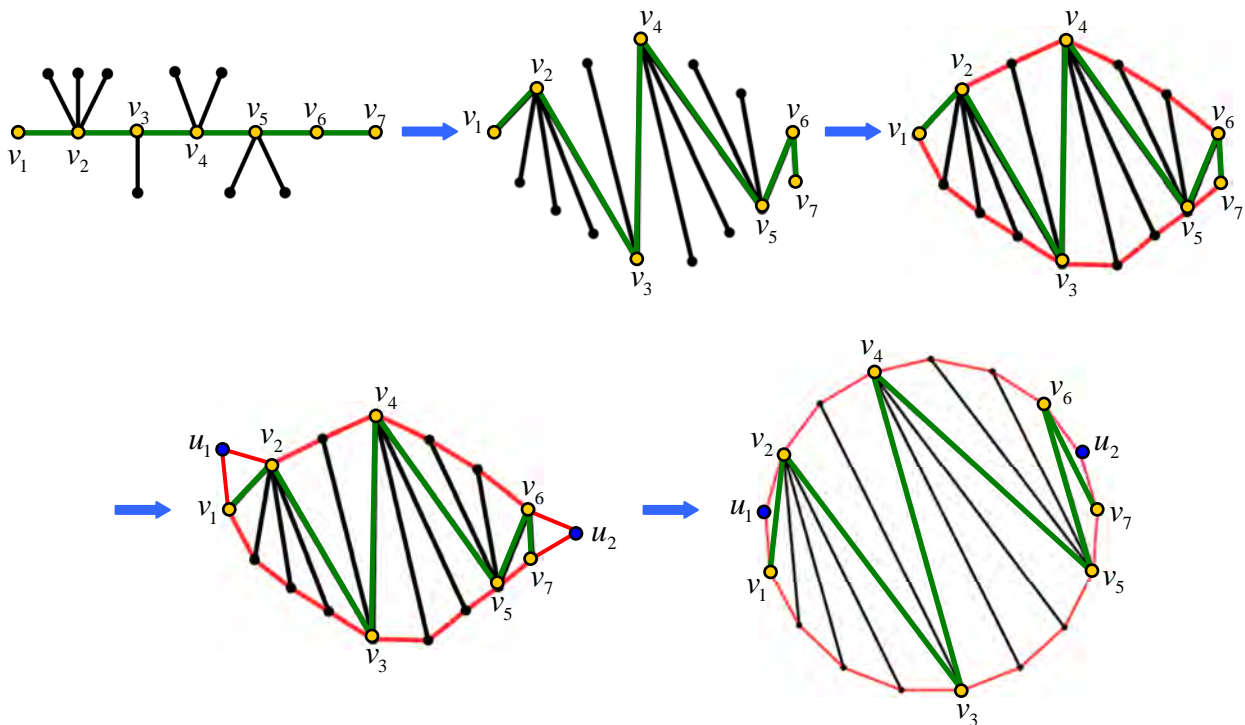 v₁ v₂ v₃ v₄ v₅ v₆ v₇
v₁ v₂ v₃ v₄ v₅ v₆ v₇
v₁ v₂ v₃ v₄ v₅ v₆ v₇
u₁ v₁ v₂ v₃ v₄ v₅ v₆ v₇ u₂
u₁ v₁ v₂ v₃ v₄ v₅ v₆ v₇ u₂